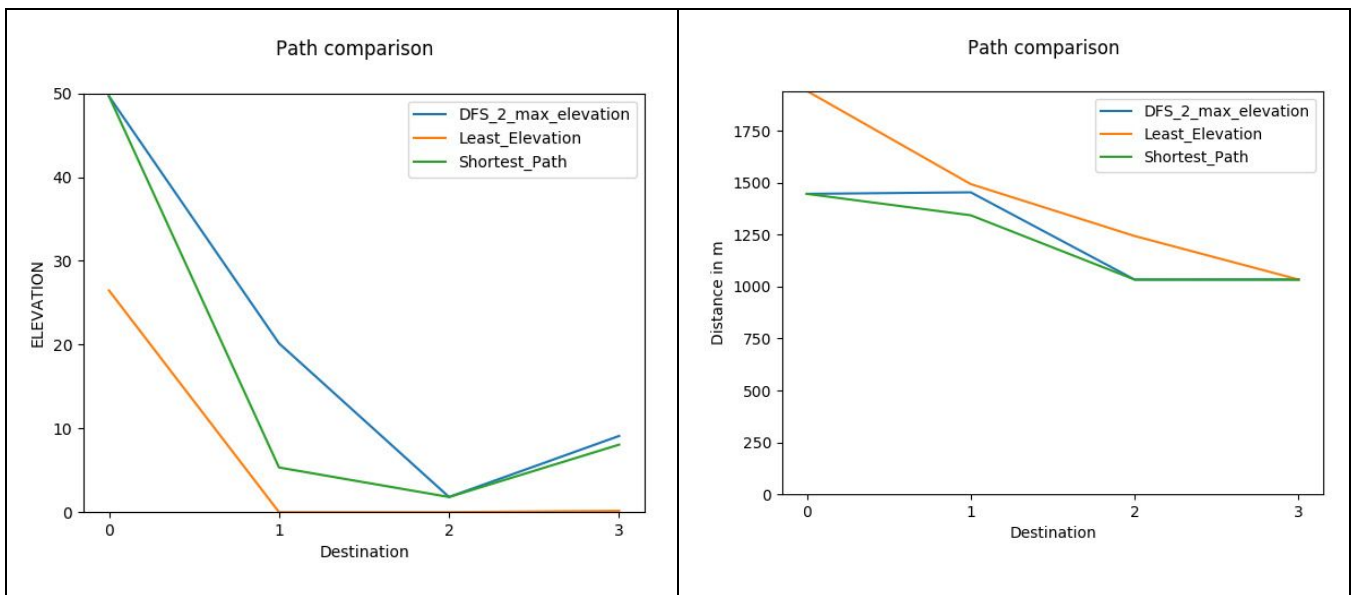 Path comparison
50
40
30
20
10
0
ELEVATION
0 1 2 3
Destination
DFS_2_max_elevation
Least_Elevation
Shortest_Path
Path comparison
1750
1500
1250
1000
750
500
250
0
Distance in m
0 1 2 3
Destination
DFS_2_max_elevation
Least_Elevation
Shortest_Path